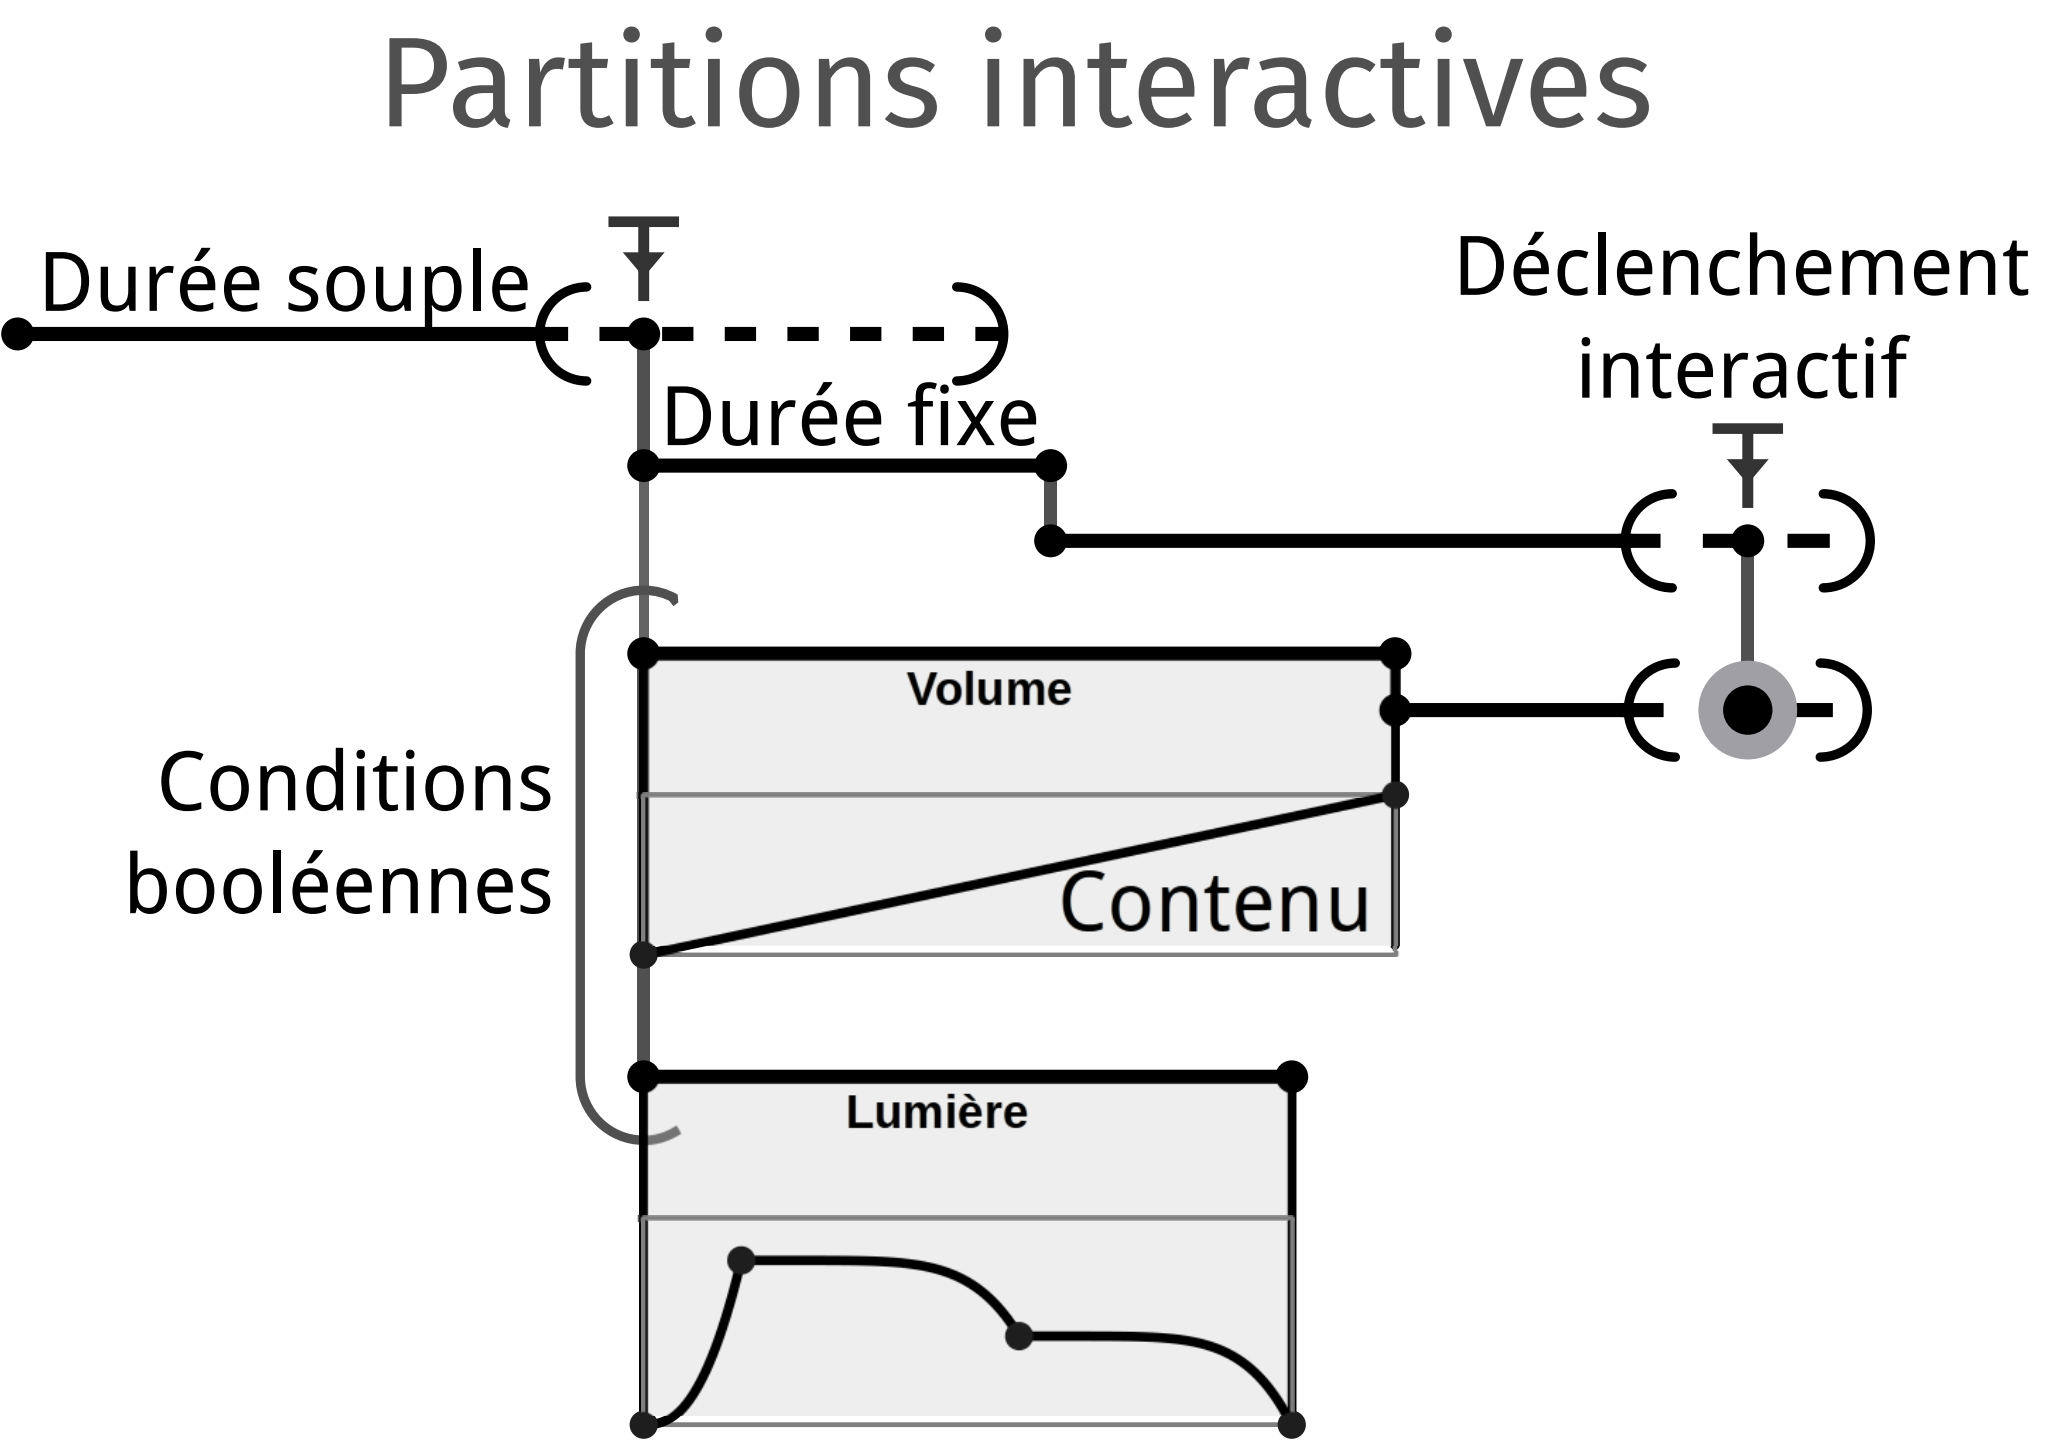 Partitions interactives
Durée souple
Déclenchement
interactif
Durée fixe
Volume
Conditions
booléennes
Contenu
Lumière